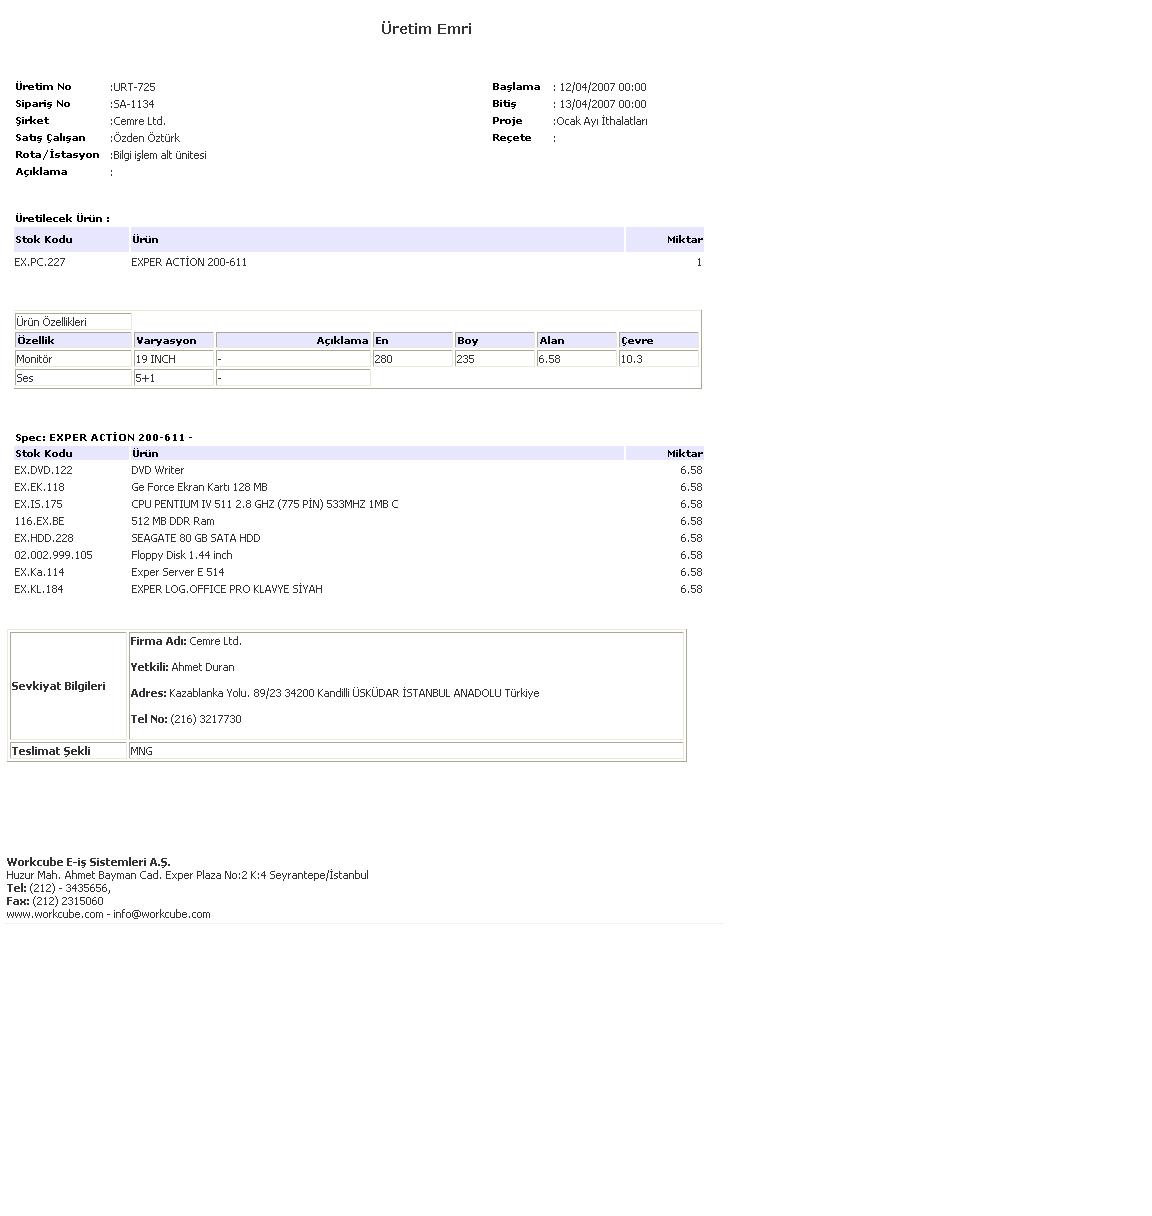 Üretim Emri
Üretim No :URT-725 Başlama : 12/04/2007 00:00
Sipariş No :SA-1134 Bitiş : 13/04/2007 00:00
Şirket :Cemre Ltd. Proje :Ocak Ayı İthalatları
Satış Çalışan :Özden Öztürk Reçete :
Rota/İstasyon :Bilgi işlem alt ünitesi
Açıklama :
Üretilecek Ürün :
Stok Kodu Ürün Miktar
EX.PC.227 EXPER ACTİON 200-611 1
Ürün Özellikleri
Özellik Varyasyon Açıklama En Boy Alan Çevre
Monitör 19 INCH - 280 235 6.58 10.3
Ses 5+1 -
Spec: EXPER ACTİON 200-611 -
Stok Kodu Ürün Miktar
EX.DVD.122 DVD Writer 6.58
EX.EK.118 Ge Force Ekran Kartı 128 MB 6.58
EX.IS.175 CPU PENTIUM IV 511 2.8 GHZ (775 PİN) 533MHZ 1MB C 6.58
116.EX.BE 512 MB DDR Ram 6.58
EX.HDD.228 SEAGATE 80 GB SATA HDD 6.58
02.002.999.105 Floppy Disk 1.44 inch 6.58
EX.Ka.114 Exper Server E 514 6.58
EX.KL.184 EXPER LOG.OFFICE PRO KLAVYE SİYAH 6.58
Sevkiyat Bilgileri
Firma Adı: Cemre Ltd.
Yetkili: Ahmet Duran
Adres: Kazablanka Yolu. 89/23 34200 Kandilli ÜSKÜDAR İSTANBUL ANADOLU Türkiye
Tel No: (216) 3217730
Teslimat Şekli MNG
Workcube E-iş Sistemleri A.Ş.
Huzur Mah. Ahmet Bayman Cad. Exper Plaza No:2 K:4 Seyrantepe/İstanbul
Tel: (212) - 3435656,
Fax: (212) 2315060
www.workcube.com - info@workcube.com